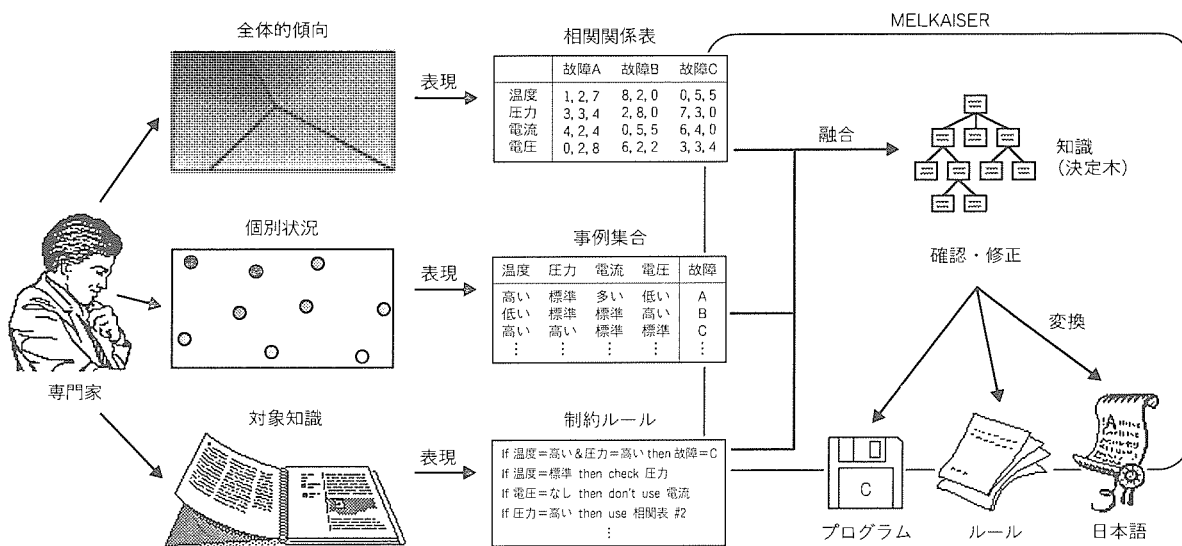 MELKAISER
全体的傾向
表現
相関関係表
故障A 故障B 故障C
温度 1, 2, 7 8, 2, 0 0, 5, 5
圧力 3, 3, 4 2, 8, 0 7, 3, 0
電流 4, 2, 4 0, 5, 5 6, 4, 0
電圧 0, 2, 8 6, 2, 2 3, 3, 4
融合
知識
(決定木)
個別状況
表現
事例集合
温度 圧力 電流 電圧 故障
高い 標準 多い 低い A
低い 標準 標準 高い B
高い 高い 標準 標準 C
⋮ ⋮ ⋮ ⋮ ⋮
確認・修正
変換
専門家
対象知識
表現
制約ルール
If 温度=高い&圧力=高い then 故障=C
If 温度=標準 then check 圧力
If 電圧=なし then don't use 電流
If 圧力=高い then use 相関表 #2
⋮
C
A
プログラム
ルール
日本語